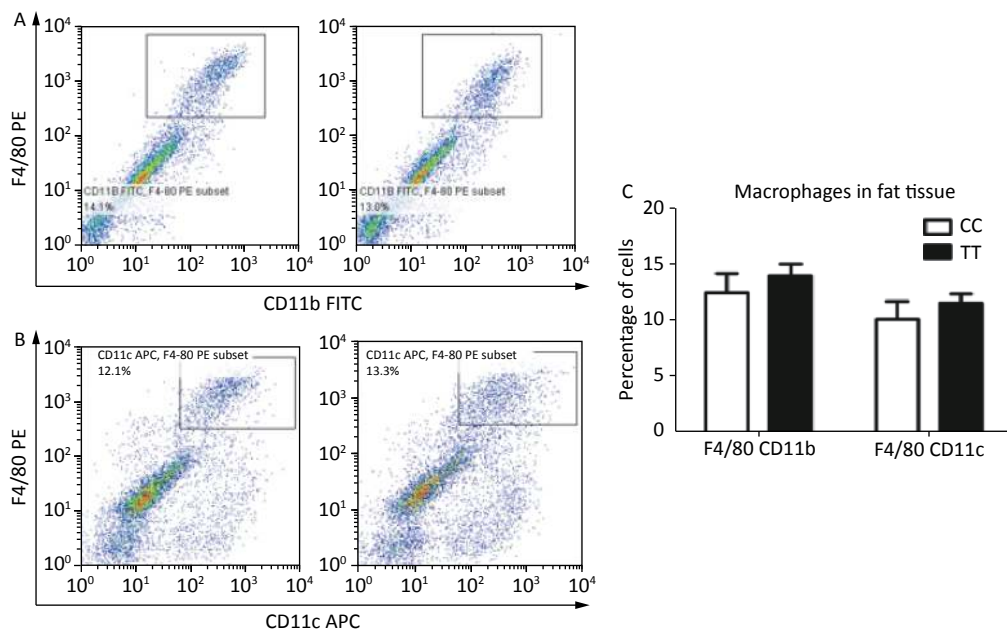 A
F4/80 PE
10⁴
10³
10²
10¹
10⁰
CD11B FITC, F4-80 PE subset
14.1%
10⁰ 10¹ 10² 10³ 10⁴
10⁴
10³
10²
10¹
10⁰
CD11B FITC, F4-80 PE subset
13.0%
10⁰ 10¹ 10² 10³ 10⁴
CD11b FITC
B
F4/80 PE
10⁴
10³
10²
10¹
10⁰
CD11c APC, F4-80 PE subset
12.1%
10⁰ 10¹ 10² 10³ 10⁴
10⁴
10³
10²
10¹
10⁰
CD11c APC, F4-80 PE subset
13.3%
10⁰ 10¹ 10² 10³ 10⁴
CD11c APC
C
Macrophages in fat tissue
Percentage of cells
20
15
10
15
0
CC
TT
F4/80 CD11b
F4/80 CD11c